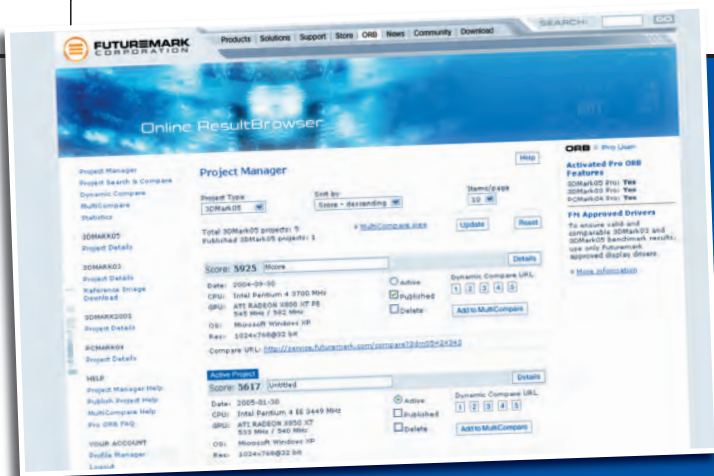 SEARCH: GO
FUTUREMARK
CORPORATION
Products Solutions Support Store ORB News Community Download
Online ResultBrowser
Project Manager
Project Search & Compare
Dynamic Compare
MultiCompare
Statistics
3DMARK05
Project Details
3DMARK03
Project Details
Reference Image
Download
3DMARK2001
Project Details
PCMARK04
Project Details
HELP
Project Manager Help
Publish Project Help
MultiCompare Help
Pro ORB FAQ
YOUR ACCOUNT
Profile Manager
Logout
Project Manager
Help
Project Type
Sort by
Items/page
3DMark05
Score - descending
10
Total 3DMark05 projects: 5
Published 3DMark05 projects: 1
MultiCompare view
Update
Reset
Details
Score: 5925 Moore
Date: 2004-09-30
CPU: Intel Pentium 4 3700 MHz
GPU: ATI RADEON X800 XT PE
545 MHz / 582 MHz
OS: Microsoft Windows XP
Res: 1024x768@32 bit
Active
Published
Delete
Dynamic Compare URL
1 2 3 4 5
Add to MultiCompare
Compare URL: http://service.futuremark.com/compare?3dm05=24342
Active Project
Details
Score: 5617 Untitled
Date: 2005-01-30
CPU: Intel Pentium 4 EE 3449 MHz
GPU: ATI RADEON X850 XT
533 MHz / 540 MHz
OS: Microsoft Windows XP
Res: 1024x768@32 bit
Active
Published
Delete
Dynamic Compare URL
1 2 3 4 5
Add to MultiCompare
ORB Pro User
Activated Pro ORB
Features
3DMark05 Pro: Yes
3DMark03 Pro: Yes
PCMark04 Pro: Yes
FM Approved Drivers
To ensure valid and
comparable 3DMark03 and
3DMark05 benchmark results,
use only Futuremark
approved display drivers.
More information